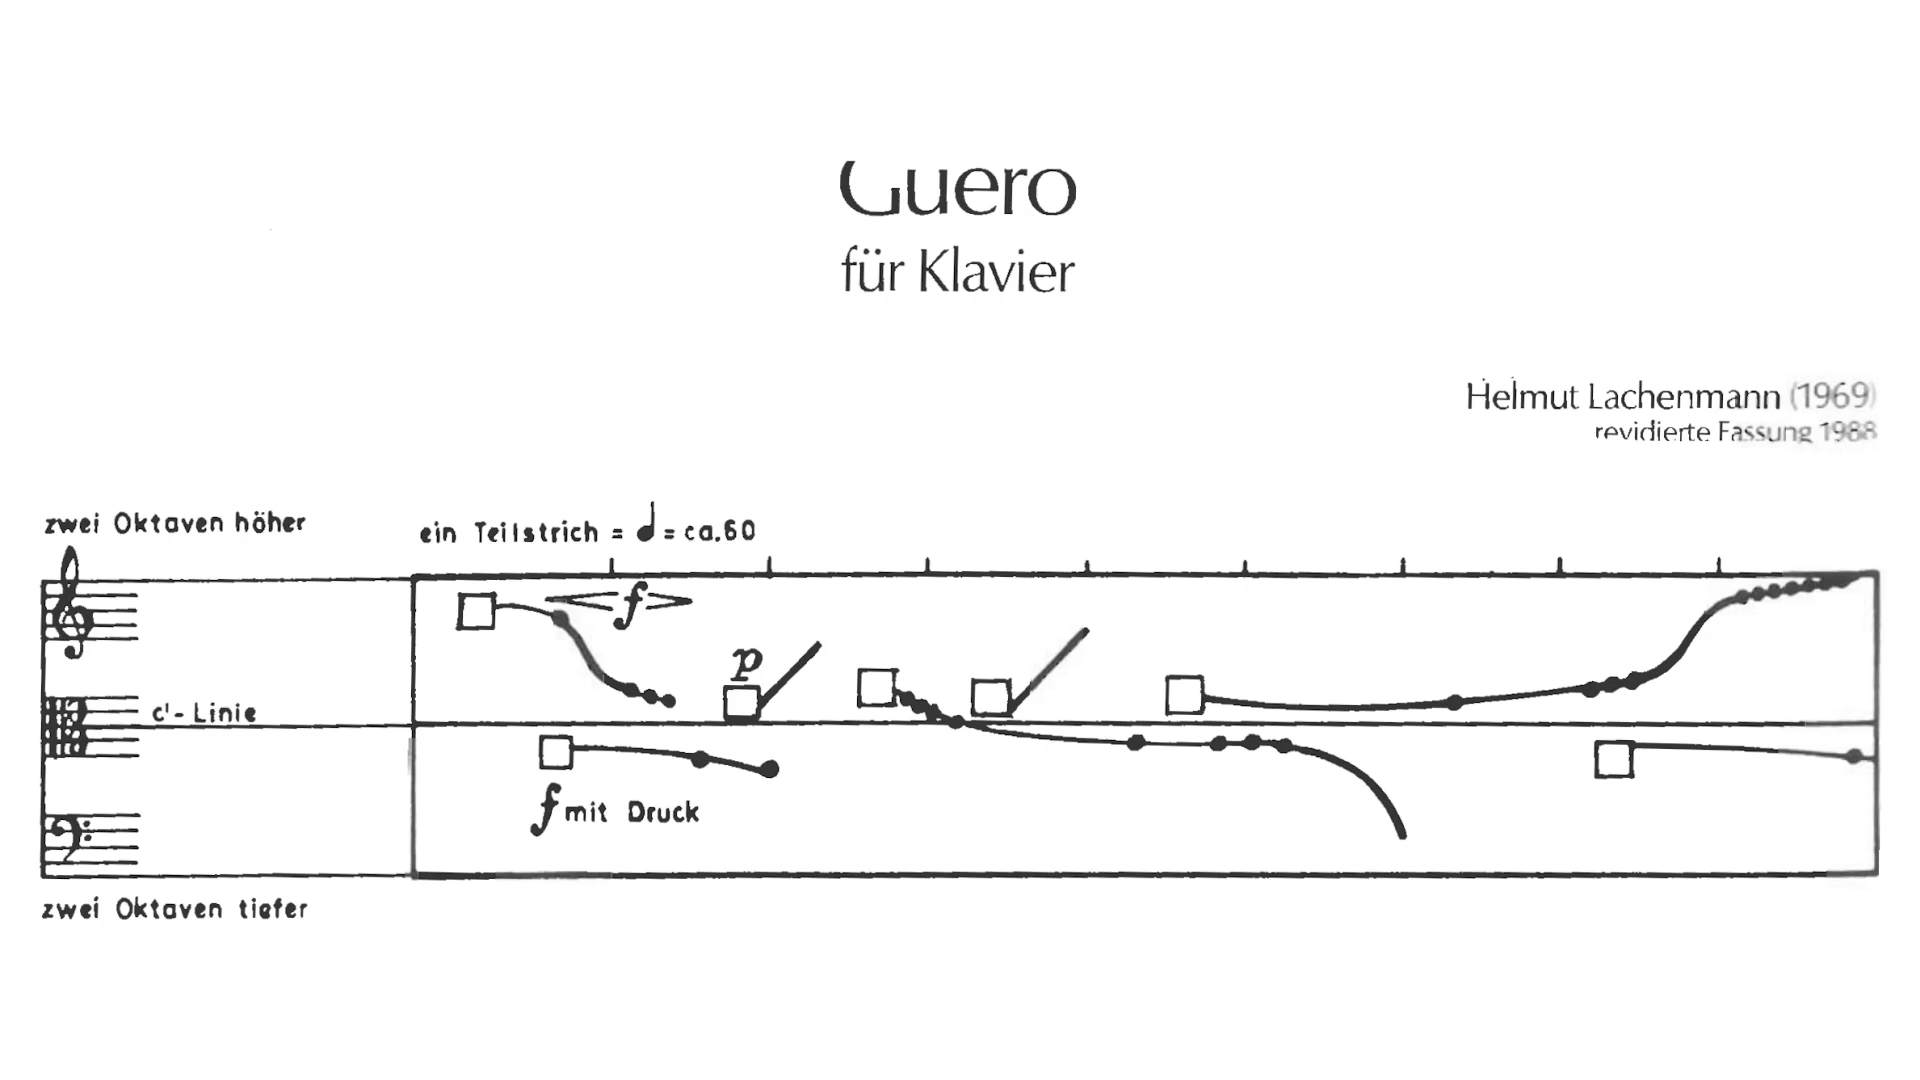 Guero
für Klavier
Helmut Lachenmann (1969)
revidierte Fassung 1988
zwei Oktaven höher
ein Teilstrich = ♩ = ca. 60
f
p
c'-Linie
f mit Druck
zwei Oktaven tiefer